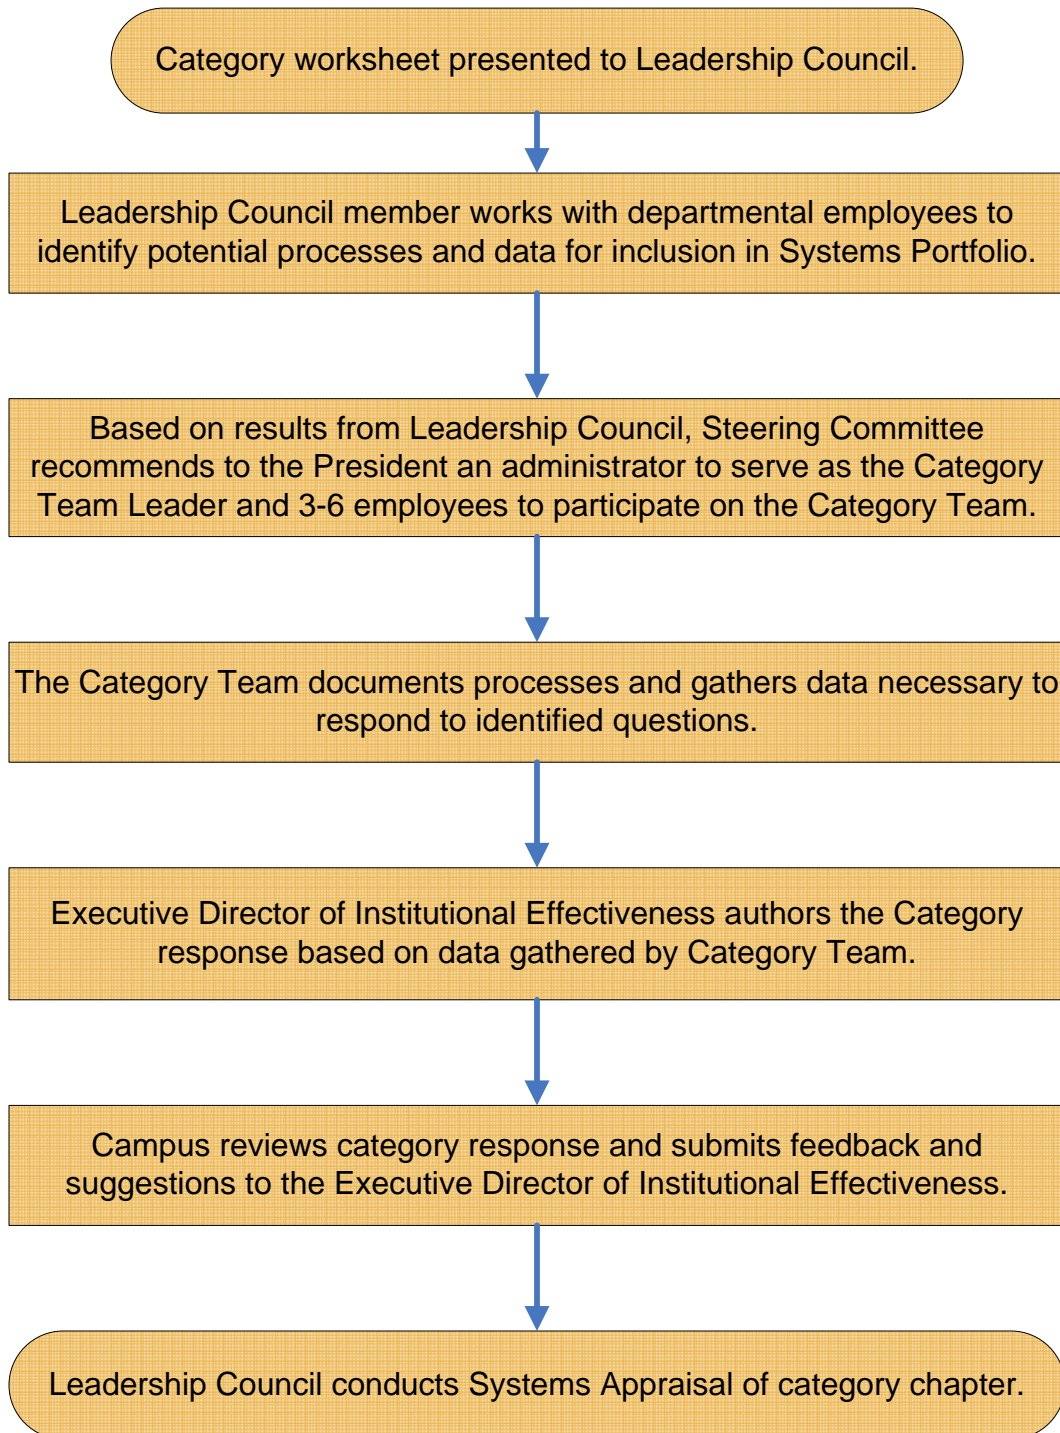 Category worksheet presented to Leadership Council.
Leadership Council member works with departmental employees to
identify potential processes and data for inclusion in Systems Portfolio.
Based on results from Leadership Council, Steering Committee
recommends to the President an administrator to serve as the Category
Team Leader and 3-6 employees to participate on the Category Team.
The Category Team documents processes and gathers data necessary to
respond to identified questions.
Executive Director of Institutional Effectiveness authors the Category
response based on data gathered by Category Team.
Campus reviews category response and submits feedback and
suggestions to the Executive Director of Institutional Effectiveness.
Leadership Council conducts Systems Appraisal of category chapter.